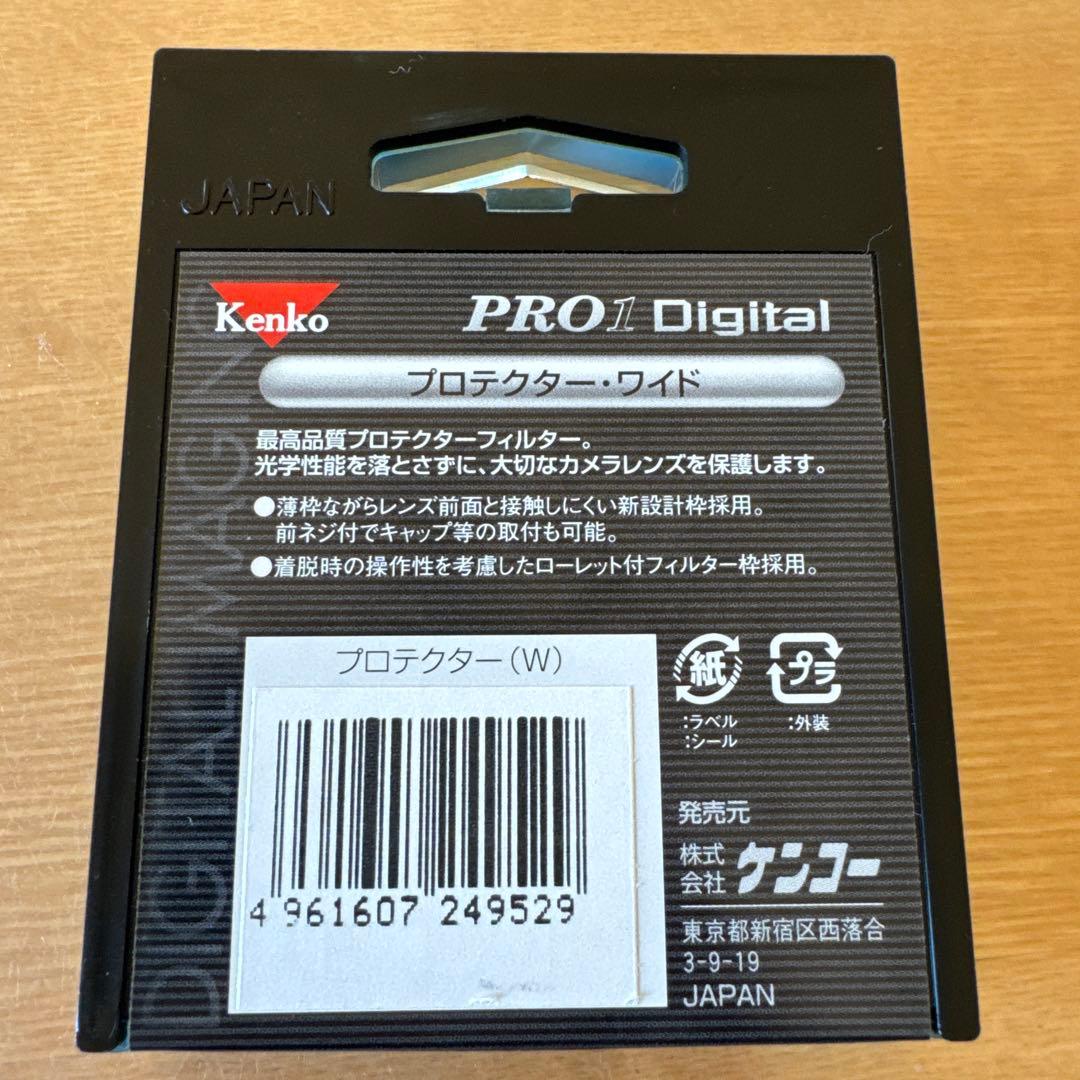 JAPAN
Kenko
PRO1 Digital
プロテクター・ワイド
最高品質プロテクターフィルター。
光学性能を落とさずに、大切なカメラレンズを保護します。
●薄枠ながらレンズ前面と接触しにくい新設計枠採用。
前ネジ付でキャップ等の取付も可能。
●着脱時の操作性を考慮したローレット付フィルター枠採用。
DIGITAL IMAGING
プロテクター(W)
4 961607 249529
紙
:ラベル
:シール
プラ
:外装
発売元
株式会社 ケンコー
東京都新宿区西落合
3-9-19
JAPAN